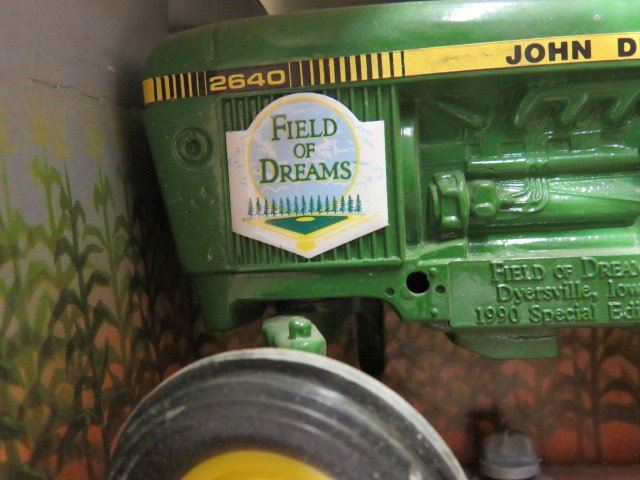 2640
JOHN D
FIELD
OF
DREAMS
FIELD OF DREA
Dyersville, Iow
1990 Special Edi